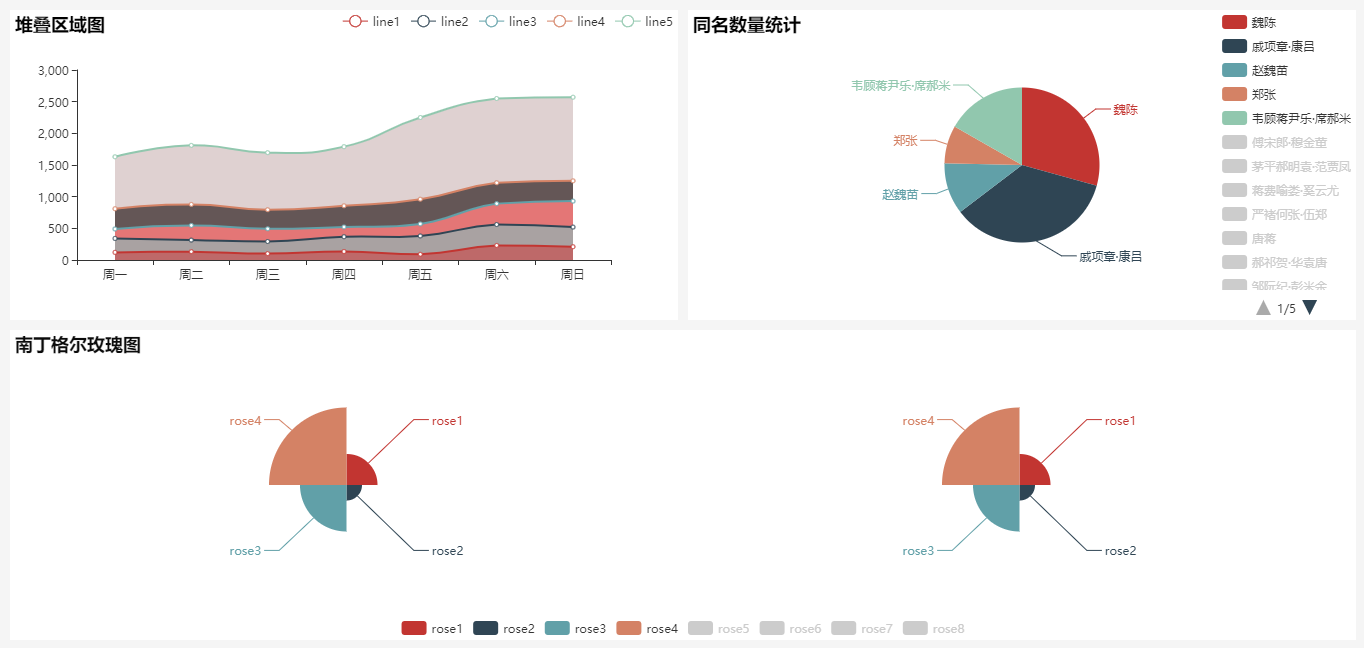 堆叠区域图
line1
line2
line3
line4
line5
3,000
2,500
2,000
1,500
1,000
500
0
周一
周二
周三
周四
周五
周六
周日
同名数量统计
韦顾蒋尹乐·席郝米
魏陈
郑张
赵魏苗
戚项章·康吕
魏陈
戚项章·康吕
赵魏苗
郑张
韦顾蒋尹乐·席郝米
傅宋郎·穆金苗
茅平郝明袁·范贾凤
蒋费喻娄·奚云尤
严褚何张·伍郑
唐蒋
郝祁贺·华袁唐
邹阮纪·彭米金
1/5
南丁格尔玫瑰图
rose4
rose1
rose3
rose2
rose4
rose1
rose3
rose2
rose1
rose2
rose3
rose4
rose5
rose6
rose7
rose8